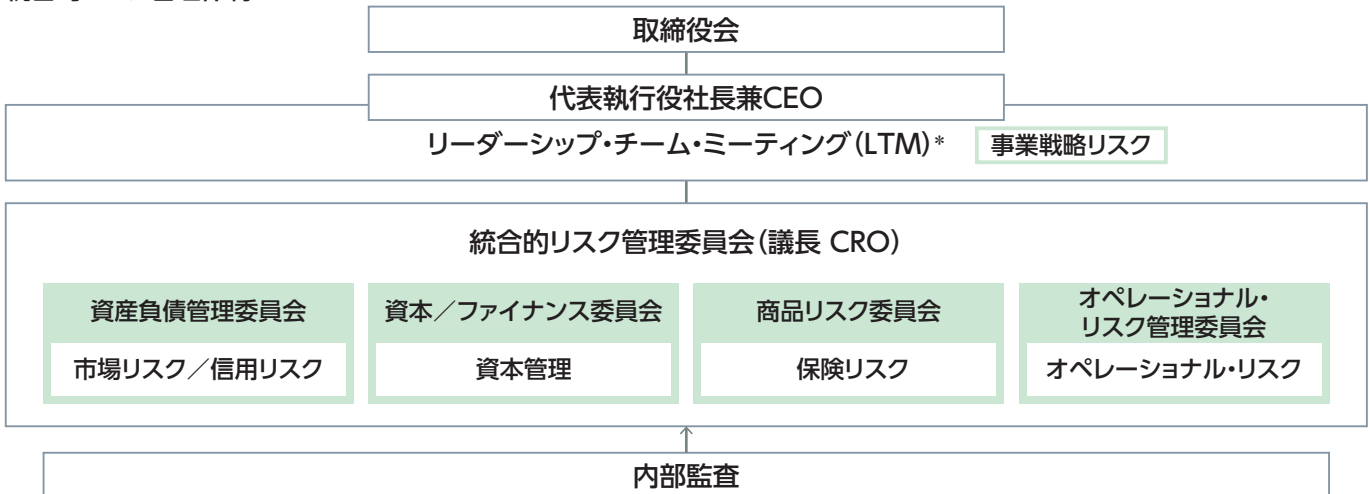 取締役会
代表執行役社長兼CEO
リーダーシップ・チーム・ミーティング(LTM)* 事業戦略リスク
統合的リスク管理委員会(議長 CRO)
資産負債管理委員会
市場リスク/信用リスク
資本/ファイナンス委員会
資本管理
商品リスク委員会
保険リスク
オペレーショナル・
リスク管理委員会
オペレーショナル・リスク
内部監査